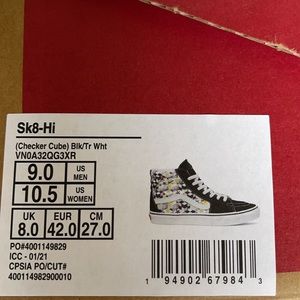 Sk8-Hi
(Checker Cube) Blk/Tr Wht
VN0A32QG3XR
9.0 US MEN
10.5 US WOMEN
UK 8.0 EUR 42.0 CM 27.0
PO#4001149829
ICC - 01/21
CPSIA PO/CUT#
400114982900010
1 94902 67984 3